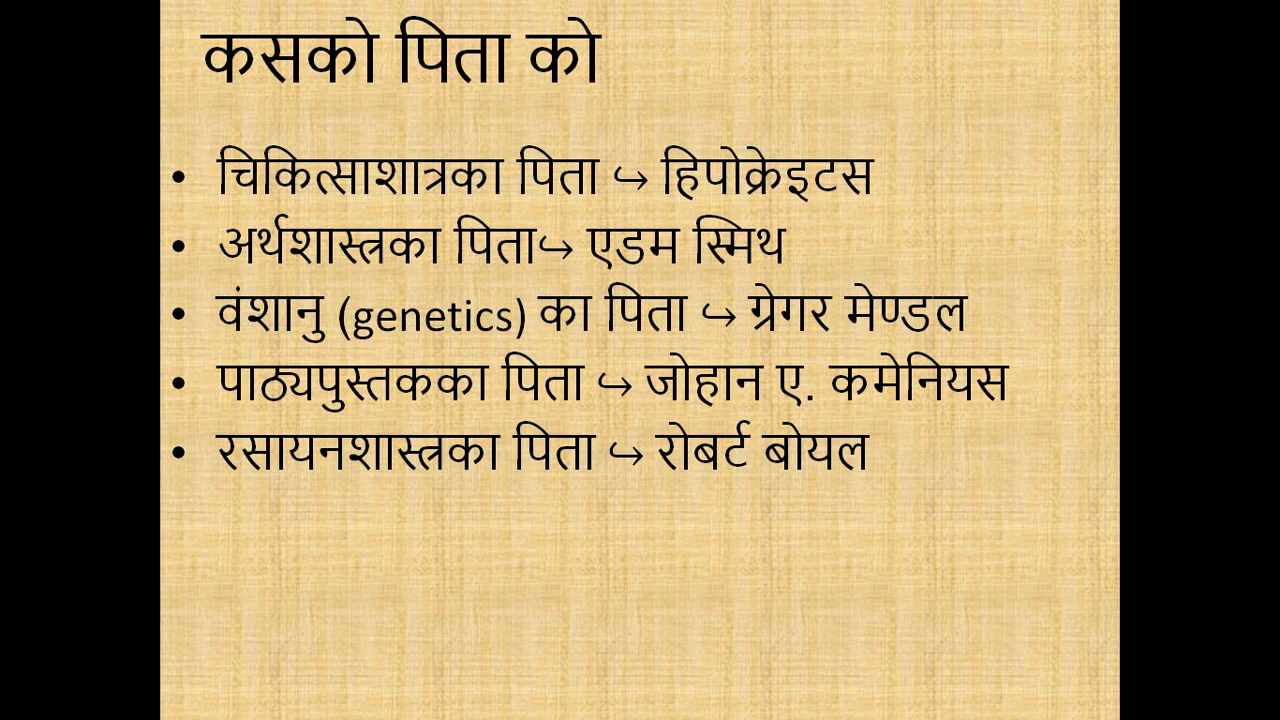 कसको पिता को
• चिकित्साशात्रका पिता ↪ हिपोक्रेइटस
• अर्थशास्त्रका पिता↪ एडम स्मिथ
• वंशानु (genetics) का पिता ↪ ग्रेगर मेण्डल
• पाठ्यपुस्तकका पिता ↪ जोहान ए. कमेनियस
• रसायनशास्त्रका पिता ↪ रोबर्ट बोयल